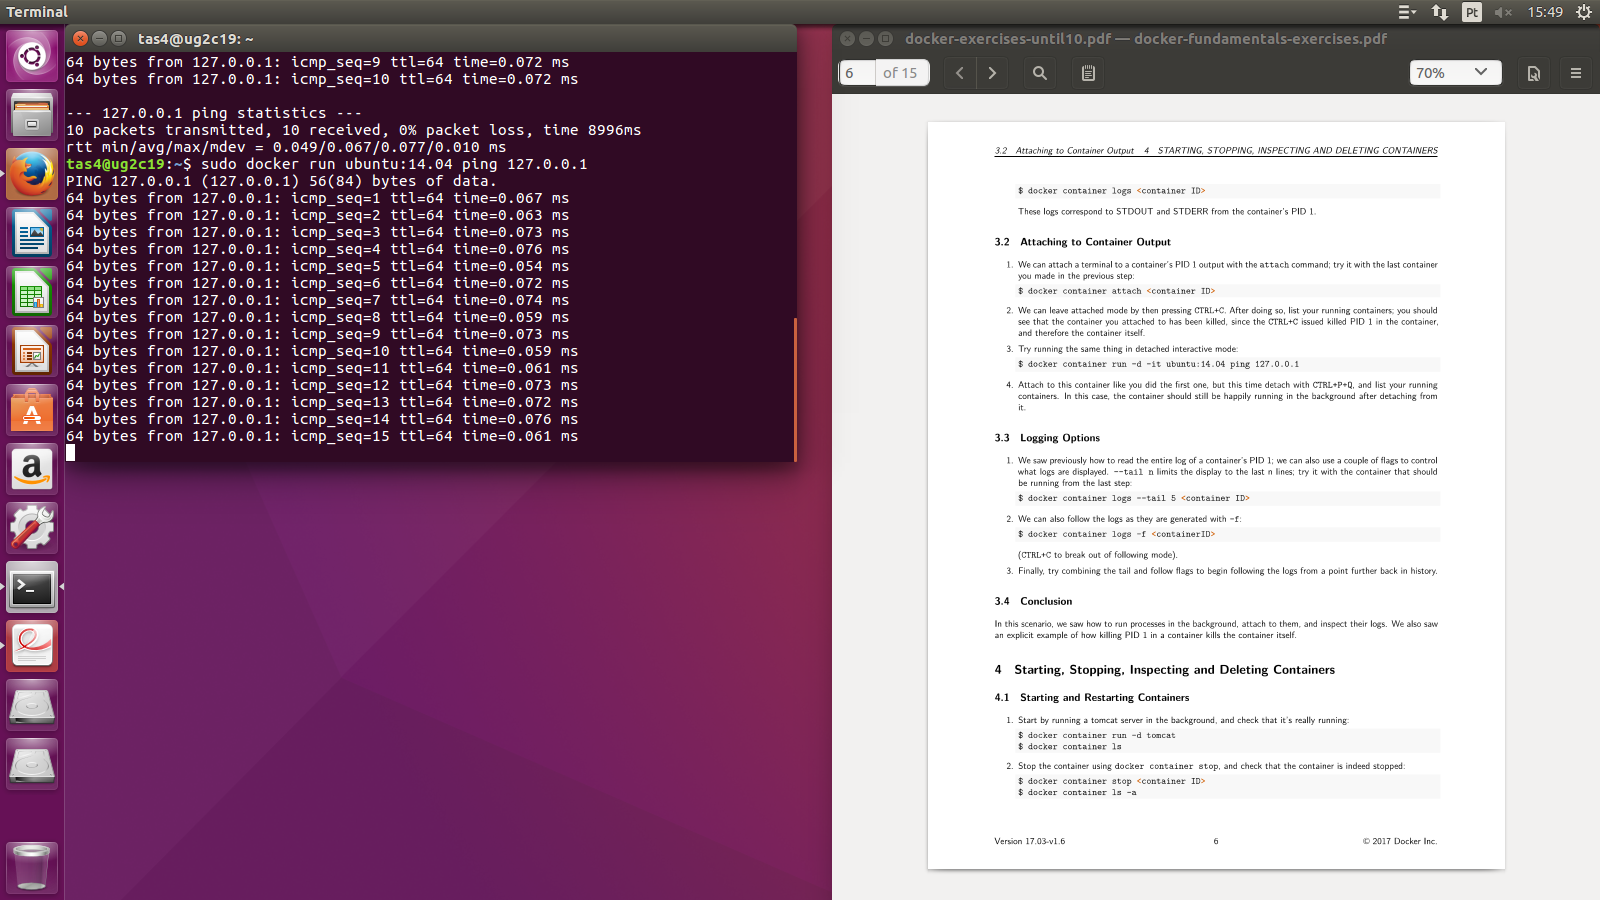 Terminal
Pt
15:49
tas4@ug2c19: ~
64 bytes from 127.0.0.1: icmp_seq=9 ttl=64 time=0.072 ms
64 bytes from 127.0.0.1: icmp_seq=10 ttl=64 time=0.072 ms
--- 127.0.0.1 ping statistics ---
10 packets transmitted, 10 received, 0% packet loss, time 8996ms
rtt min/avg/max/mdev = 0.049/0.067/0.077/0.010 ms
tas4@ug2c19:~$ sudo docker run ubuntu:14.04 ping 127.0.0.1
PING 127.0.0.1 (127.0.0.1) 56(84) bytes of data.
64 bytes from 127.0.0.1: icmp_seq=1 ttl=64 time=0.067 ms
64 bytes from 127.0.0.1: icmp_seq=2 ttl=64 time=0.063 ms
64 bytes from 127.0.0.1: icmp_seq=3 ttl=64 time=0.073 ms
64 bytes from 127.0.0.1: icmp_seq=4 ttl=64 time=0.076 ms
64 bytes from 127.0.0.1: icmp_seq=5 ttl=64 time=0.054 ms
64 bytes from 127.0.0.1: icmp_seq=6 ttl=64 time=0.072 ms
64 bytes from 127.0.0.1: icmp_seq=7 ttl=64 time=0.074 ms
64 bytes from 127.0.0.1: icmp_seq=8 ttl=64 time=0.059 ms
64 bytes from 127.0.0.1: icmp_seq=9 ttl=64 time=0.073 ms
64 bytes from 127.0.0.1: icmp_seq=10 ttl=64 time=0.059 ms
64 bytes from 127.0.0.1: icmp_seq=11 ttl=64 time=0.061 ms
64 bytes from 127.0.0.1: icmp_seq=12 ttl=64 time=0.073 ms
64 bytes from 127.0.0.1: icmp_seq=13 ttl=64 time=0.072 ms
64 bytes from 127.0.0.1: icmp_seq=14 ttl=64 time=0.076 ms
64 bytes from 127.0.0.1: icmp_seq=15 ttl=64 time=0.061 ms
docker-exercises-until10.pdf — docker-fundamentals-exercises.pdf
6 of 15
70%
3.2 Attaching to Container Output 4 STARTING, STOPPING, INSPECTING AND DELETING CONTAINERS
$ docker container logs <container ID>
These logs correspond to STDOUT and STDERR from the container's PID 1.
3.2 Attaching to Container Output
1. We can attach a terminal to a container's PID 1 output with the attach command; try it with the last container
you made in the previous step:
$ docker container attach <container ID>
2. We can leave attached mode by then pressing CTRL+C. After doing so, list your running containers; you should
see that the container you attached to has been killed, since the CTRL+C issued killed PID 1 in the container,
and therefore the container itself.
3. Try running the same thing in detached interactive mode:
$ docker container run -d -it ubuntu:14.04 ping 127.0.0.1
4. Attach to this container like you did the first one, but this time detach with CTRL+P+Q, and list your running
containers. In this case, the container should still be happily running in the background after detaching from
it.
3.3 Logging Options
1. We saw previously how to read the entire log of a container's PID 1; we can also use a couple of flags to control
what logs are displayed. --tail n limits the display to the last n lines; try it with the container that should
be running from the last step:
$ docker container logs --tail 5 <container ID>
2. We can also follow the logs as they are generated with -f:
$ docker container logs -f <containerID>
(CTRL+C to break out of following mode).
3. Finally, try combining the tail and follow flags to begin following the logs from a point further back in history.
3.4 Conclusion
In this scenario, we saw how to run processes in the background, attach to them, and inspect their logs. We also saw
an explicit example of how killing PID 1 in a container kills the container itself.
4 Starting, Stopping, Inspecting and Deleting Containers
4.1 Starting and Restarting Containers
1. Start by running a tomcat server in the background, and check that it's really running:
$ docker container run -d tomcat
$ docker container ls
2. Stop the container using docker container stop, and check that the container is indeed stopped:
$ docker container stop <container ID>
$ docker container ls -a
Version 17.03-v1.6
6
© 2017 Docker Inc.